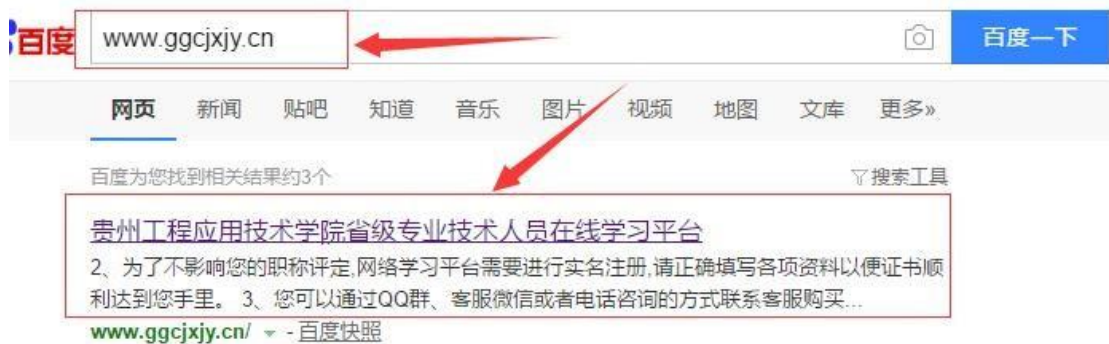 百度 www.ggcjxjy.cn 百度一下
网页 新闻 贴吧 知道 音乐 图片 视频 地图 文库 更多»
百度为您找到相关结果约3个 搜索工具
贵州工程应用技术学院省级专业技术人员在线学习平台
2、为了不影响您的职称评定,网络学习平台需要进行实名注册,请正确填写各项资料以便证书顺
利达到您手里。 3、您可以通过QQ群、客服微信或者电话咨询的方式联系客服购买...
www.ggcjxjy.cn/ - 百度快照